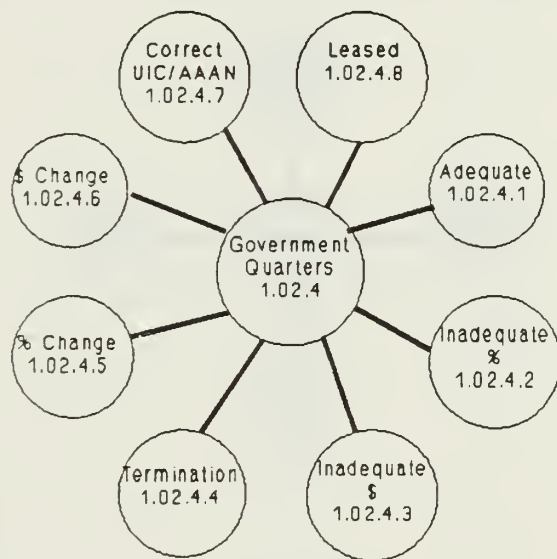 Correct
UIC/AAAN
1.02.4.7
Leased
1.02.4.8
$ Change
1.02.4.6
Adequate
1.02.4.1
Government
Quarters
1.02.4
% Change
1.02.4.5
Inadequate
%
1.02.4.2
Termination
1.02.4.4
Inadequate
$
1.02.4.3